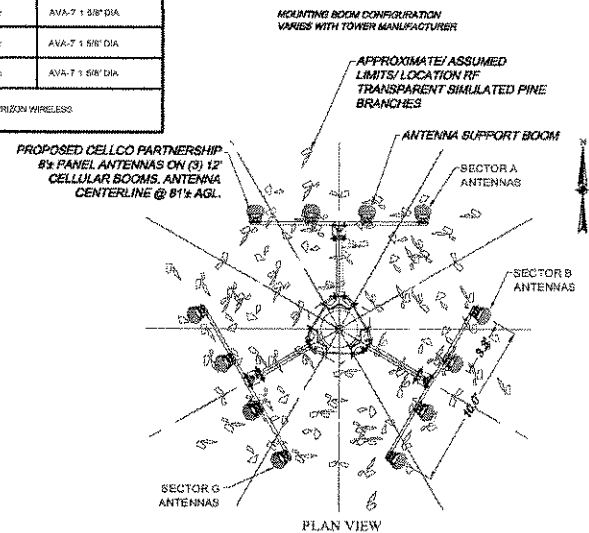 AVA-7 1 5/8" DIA
AVA-7 1 5/8" DIA
AVA-7 1 5/8" DIA
RIZON WIRELESS
MOUNTING BOOM CONFIGURATION
VARIES WITH TOWER MANUFACTURER
APPROXIMATE/ ASSUMED
LIMITS/ LOCATION RF
TRANSPARENT SIMULATED PINE
BRANCHES
ANTENNA SUPPORT BOOM
PROPOSED CELLCO PARTNERSHIP
8'± PANEL ANTENNAS ON (3) 12'
CELLULAR BOOMS. ANTENNA
CENTERLINE @ 81'± AGL.
SECTOR A
ANTENNAS
N
SECTOR B
ANTENNAS
10.0'
SECTOR G
ANTENNAS
PLAN VIEW